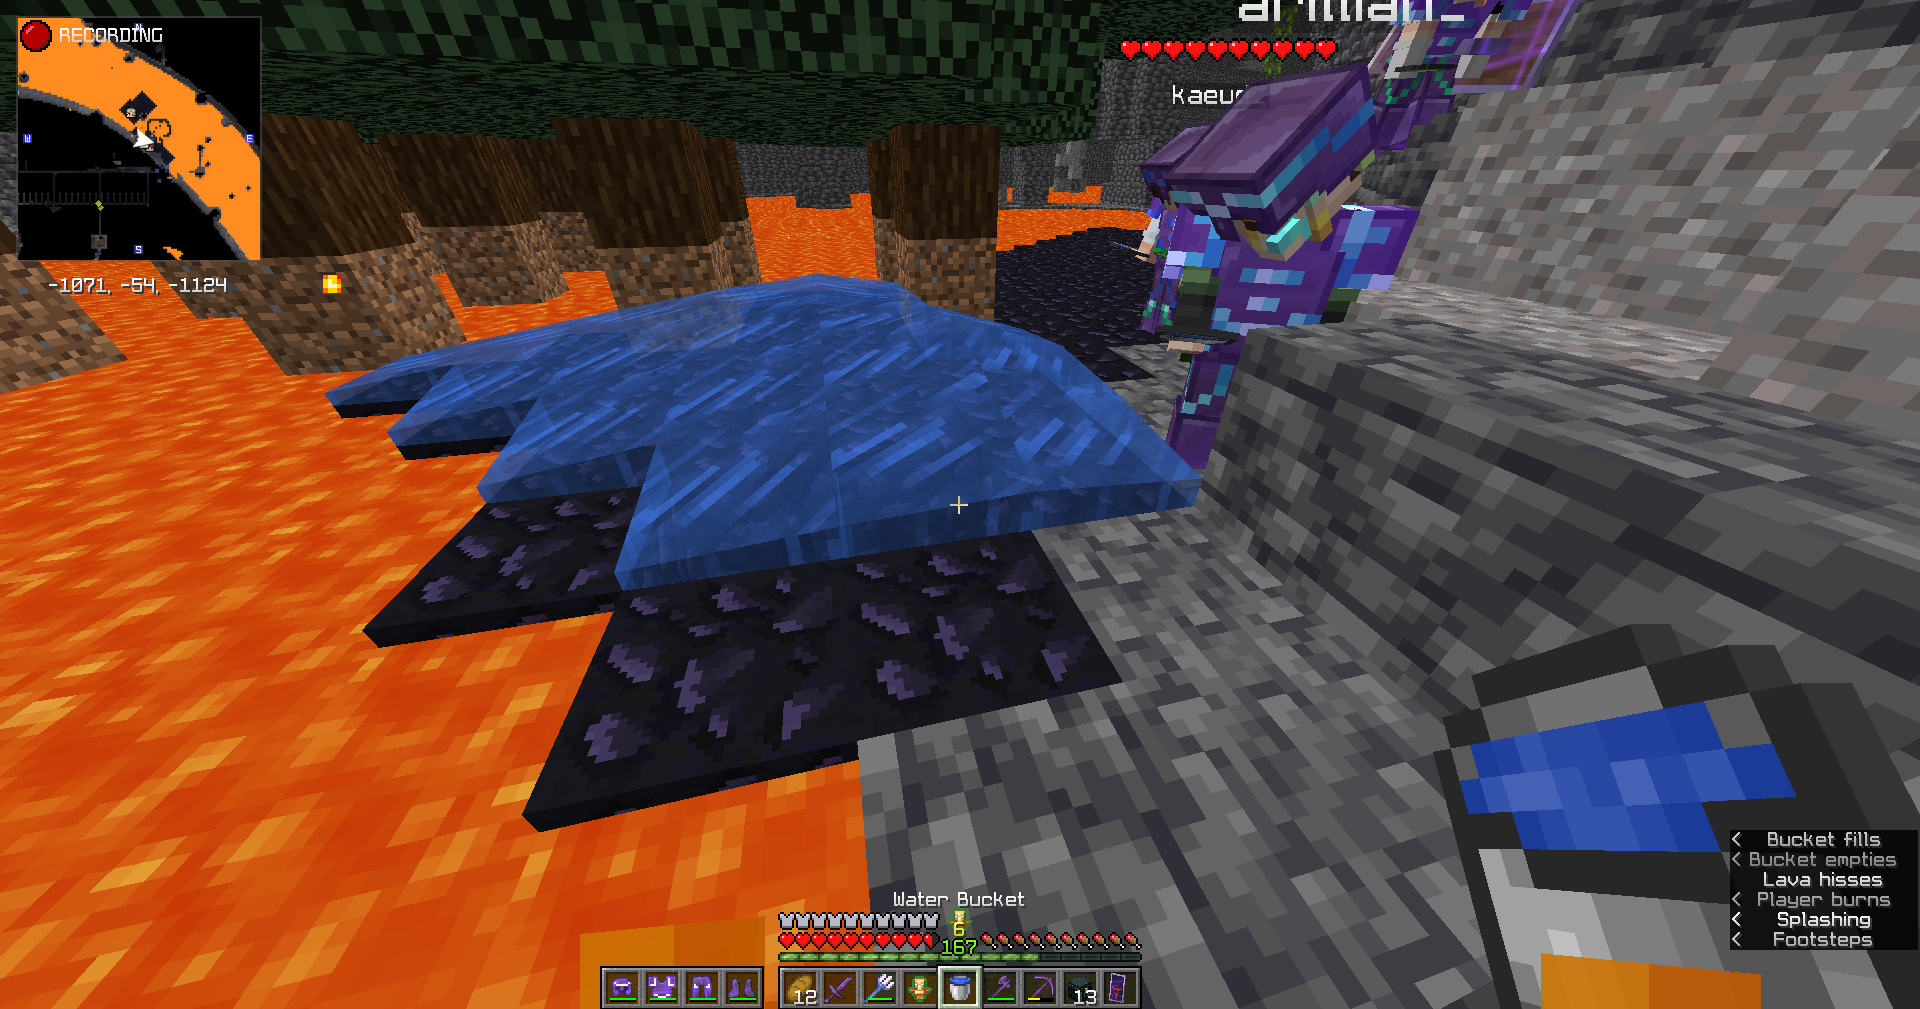 N
RECORDING
W
E
S
-1071, -54, -1124
Bucket fills
Bucket empties
Lava hisses
Player burns
Splashing
Footsteps
Water Bucket
6
167
12
13